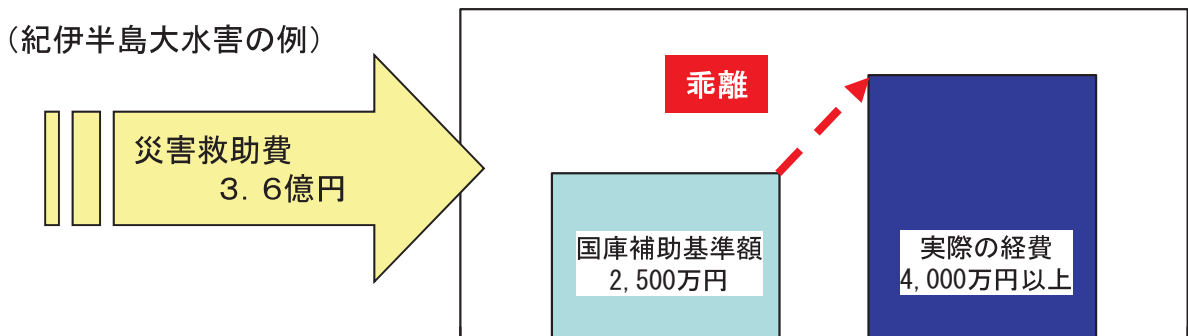 （紀伊半島大水害の例）
乖離
災害救助費
３．６億円
国庫補助基準額
2,500万円
実際の経費
4,000万円以上